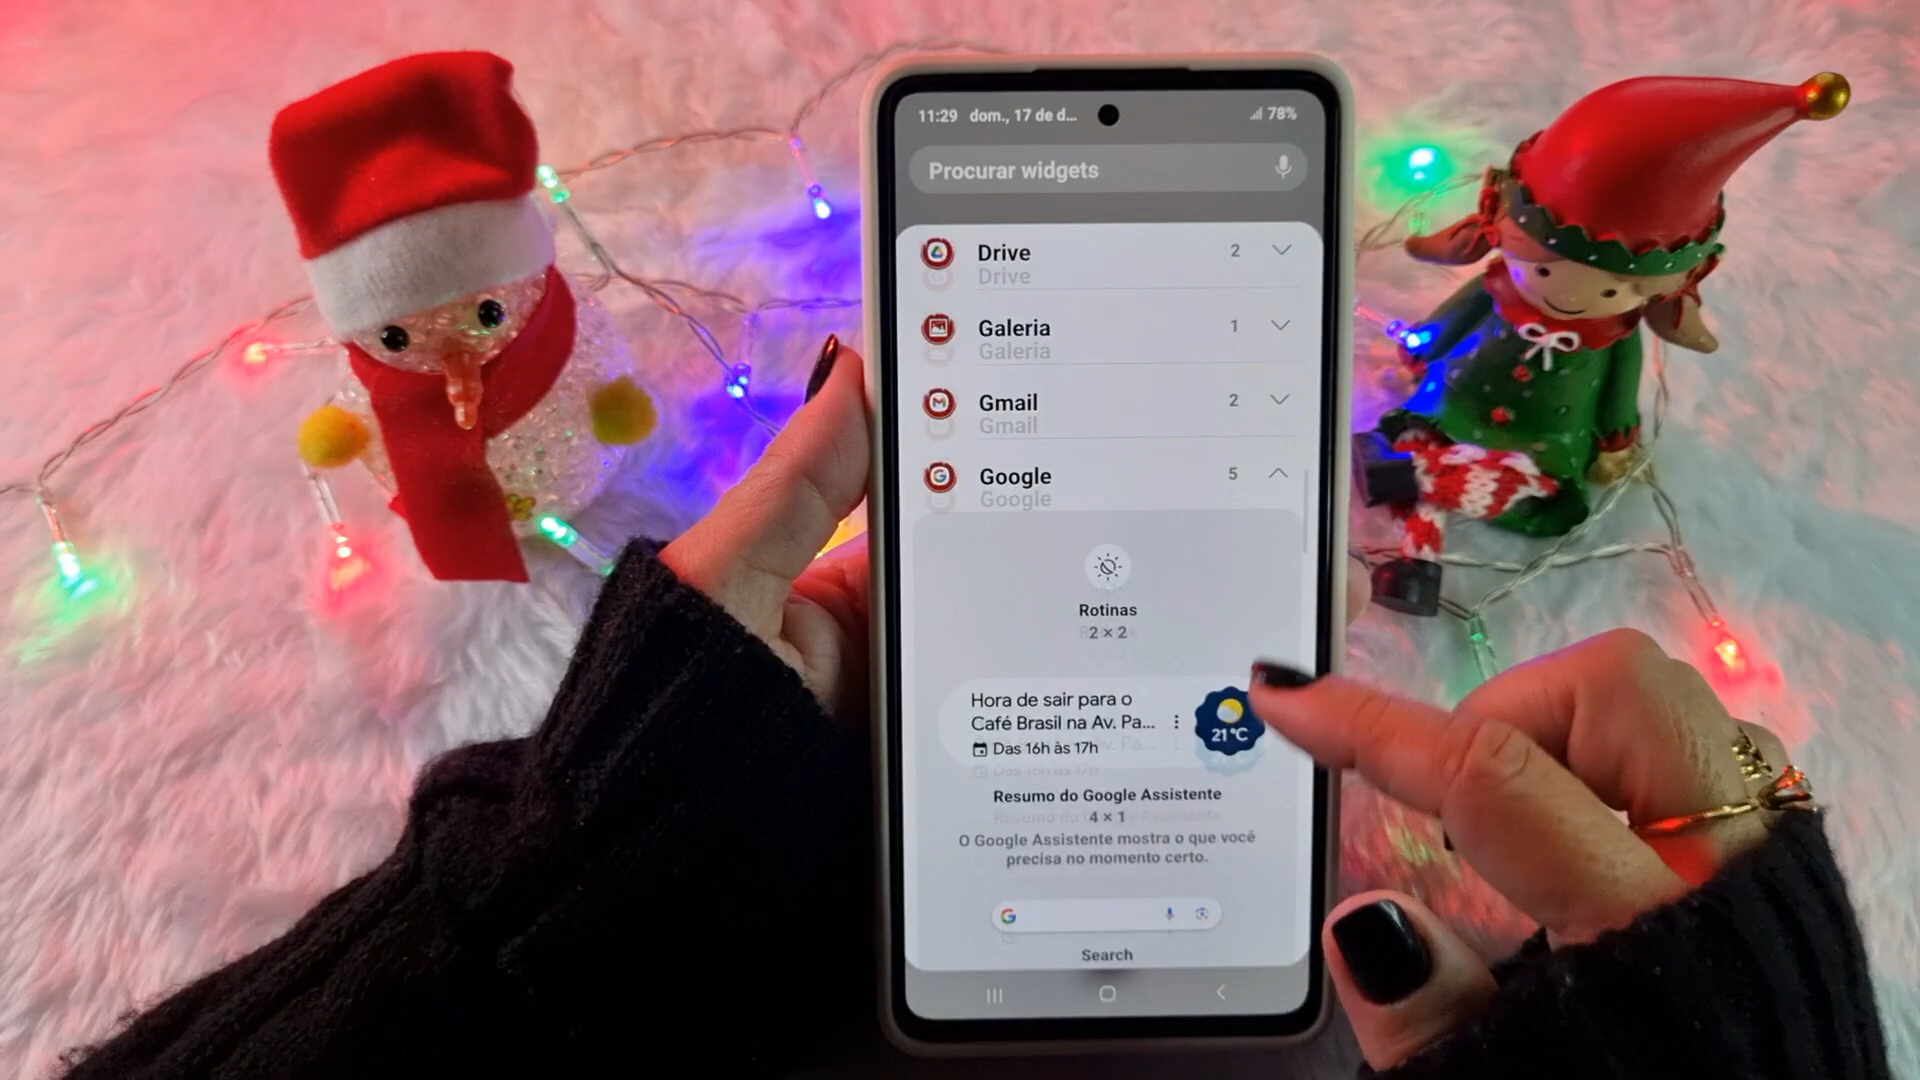 11:29 dom., 17 de d... 78%
Procurar widgets
Drive 2
Drive
Galeria 1
Galeria
Gmail 2
Gmail
Google 5
Google
Rotinas
2 × 2
Hora de sair para o
Café Brasil na Av. Pa...
Das 16h às 17h
21°C
Resumo do Google Assistente
4 × 1
O Google Assistente mostra o que você
precisa no momento certo.
Search